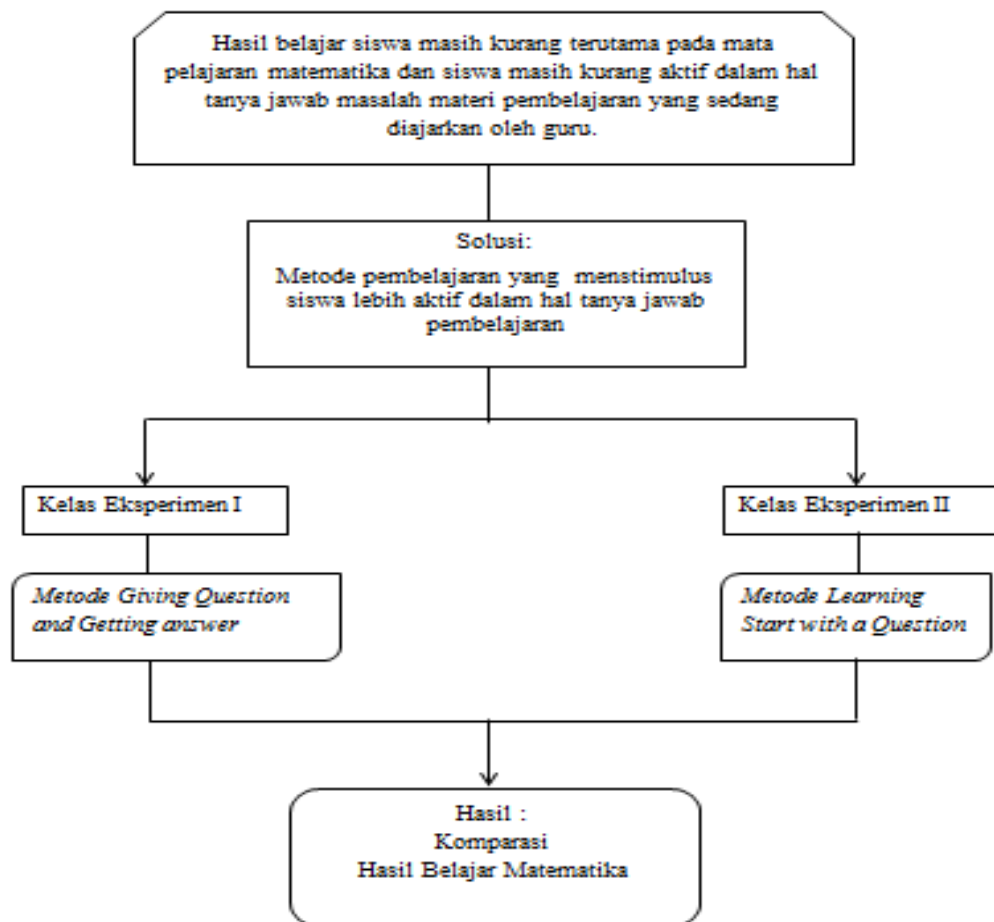 Hasil belajar siswa masih kurang terutama pada mata
pelajaran matematika dan siswa masih kurang aktif dalam hal
tanya jawab masalah materi pembelajaran yang sedang
diajarkan oleh guru.
Solusi:
Metode pembelajaran yang menstimulus
siswa lebih aktif dalam hal tanya jawab
pembelajaran
Kelas Eksperimen I
Kelas Eksperimen II
Metode Giving Question
and Getting answer
Metode Learning
Start with a Question
Hasil :
Komparasi
Hasil Belajar Matematika